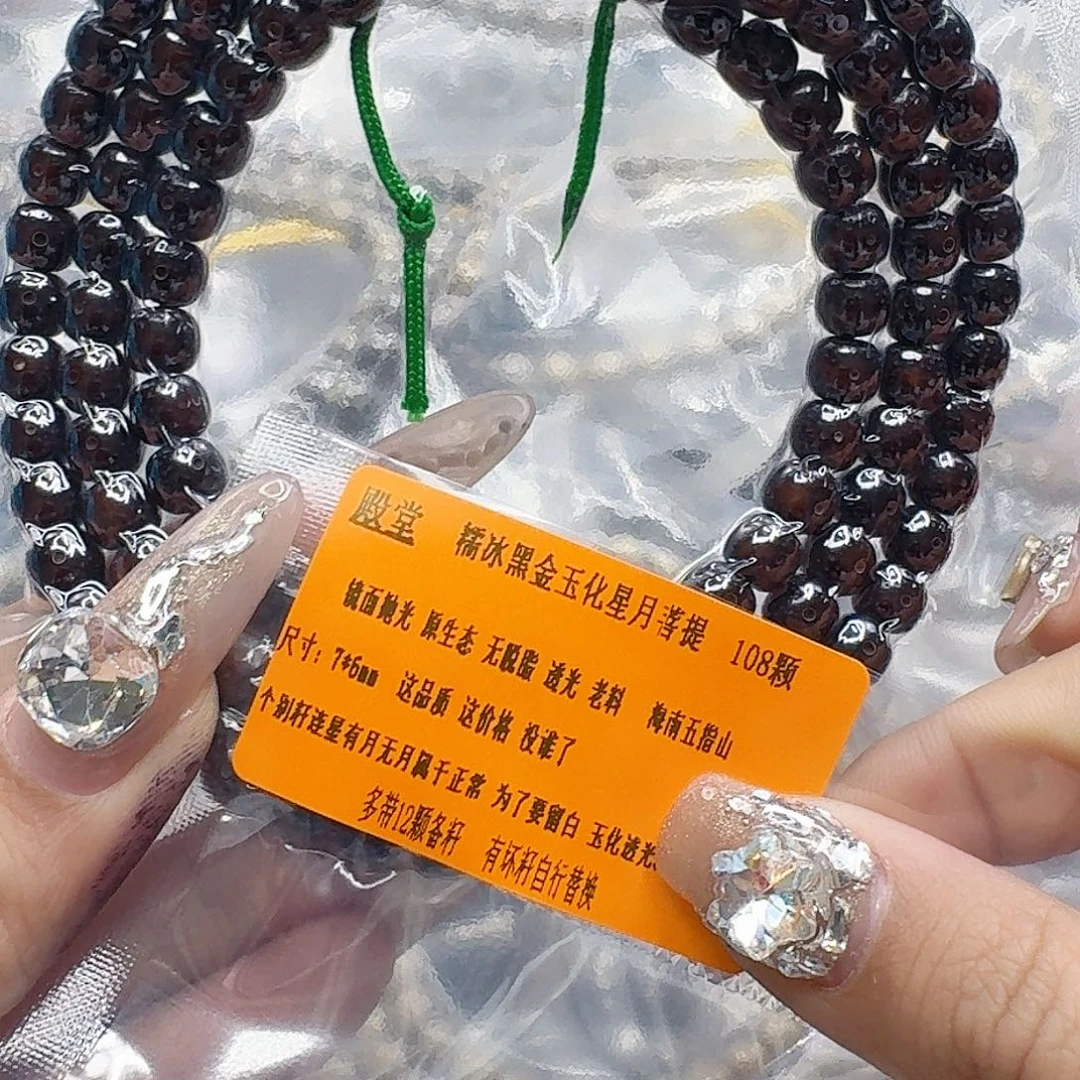 殿堂 糯冰黑金玉化星月菩提 108颗
镜面抛光 原生态 无脱脂 透光 老料 海南五指山
尺寸：7*6mm 这品质 这价格 没谁了
个别籽连星有月无月属于正常 为了要留白 玉化透光
多带12颗备籽 有坏籽自行替换